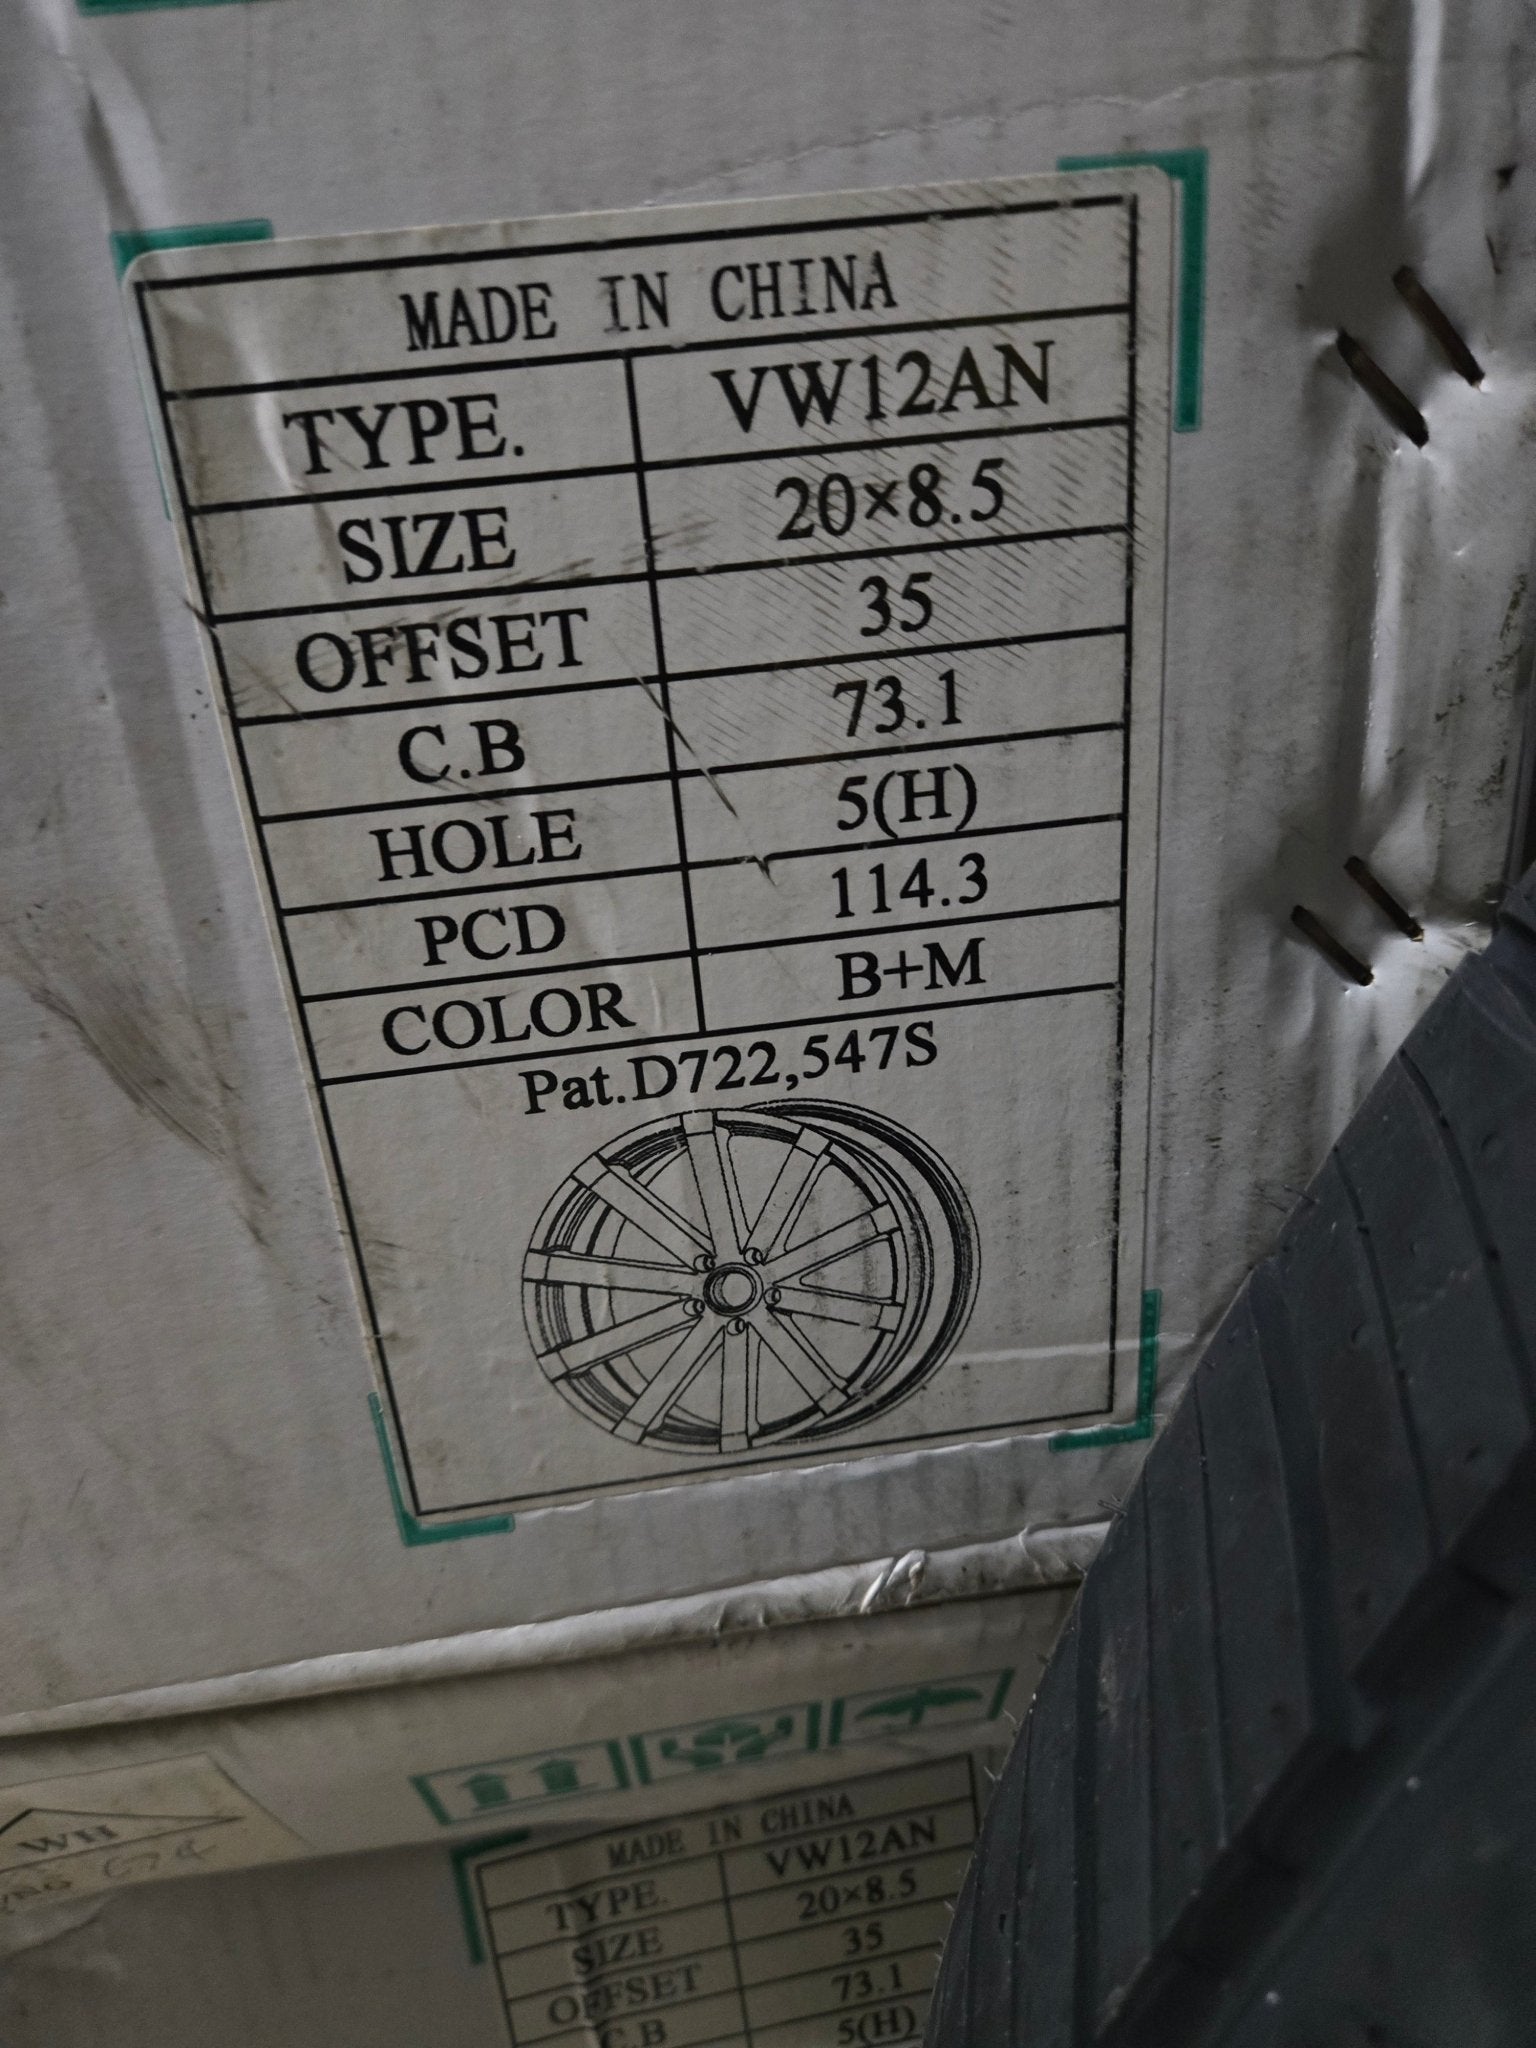 MADE IN CHINA
TYPE. VW12AN
SIZE 20×8.5
OFFSET 35
C.B 73.1
HOLE 5(H)
PCD 114.3
COLOR B+M
Pat.D722,547S
WH
MADE IN CHINA
TYPE. VW12AN
SIZE 20×8.5
OFFSET 35
C.B 73.1
5(H)